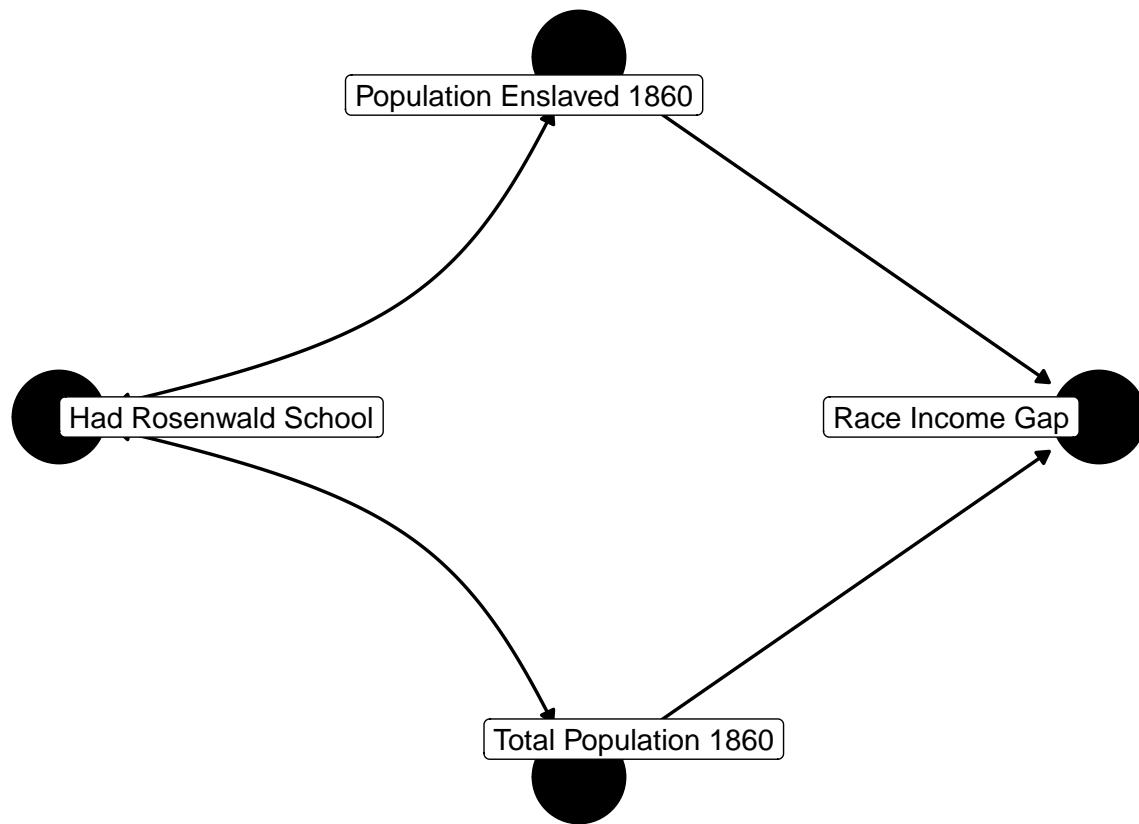 Population Enslaved 1860
Had Rosenwald School
Race Income Gap
Total Population 1860